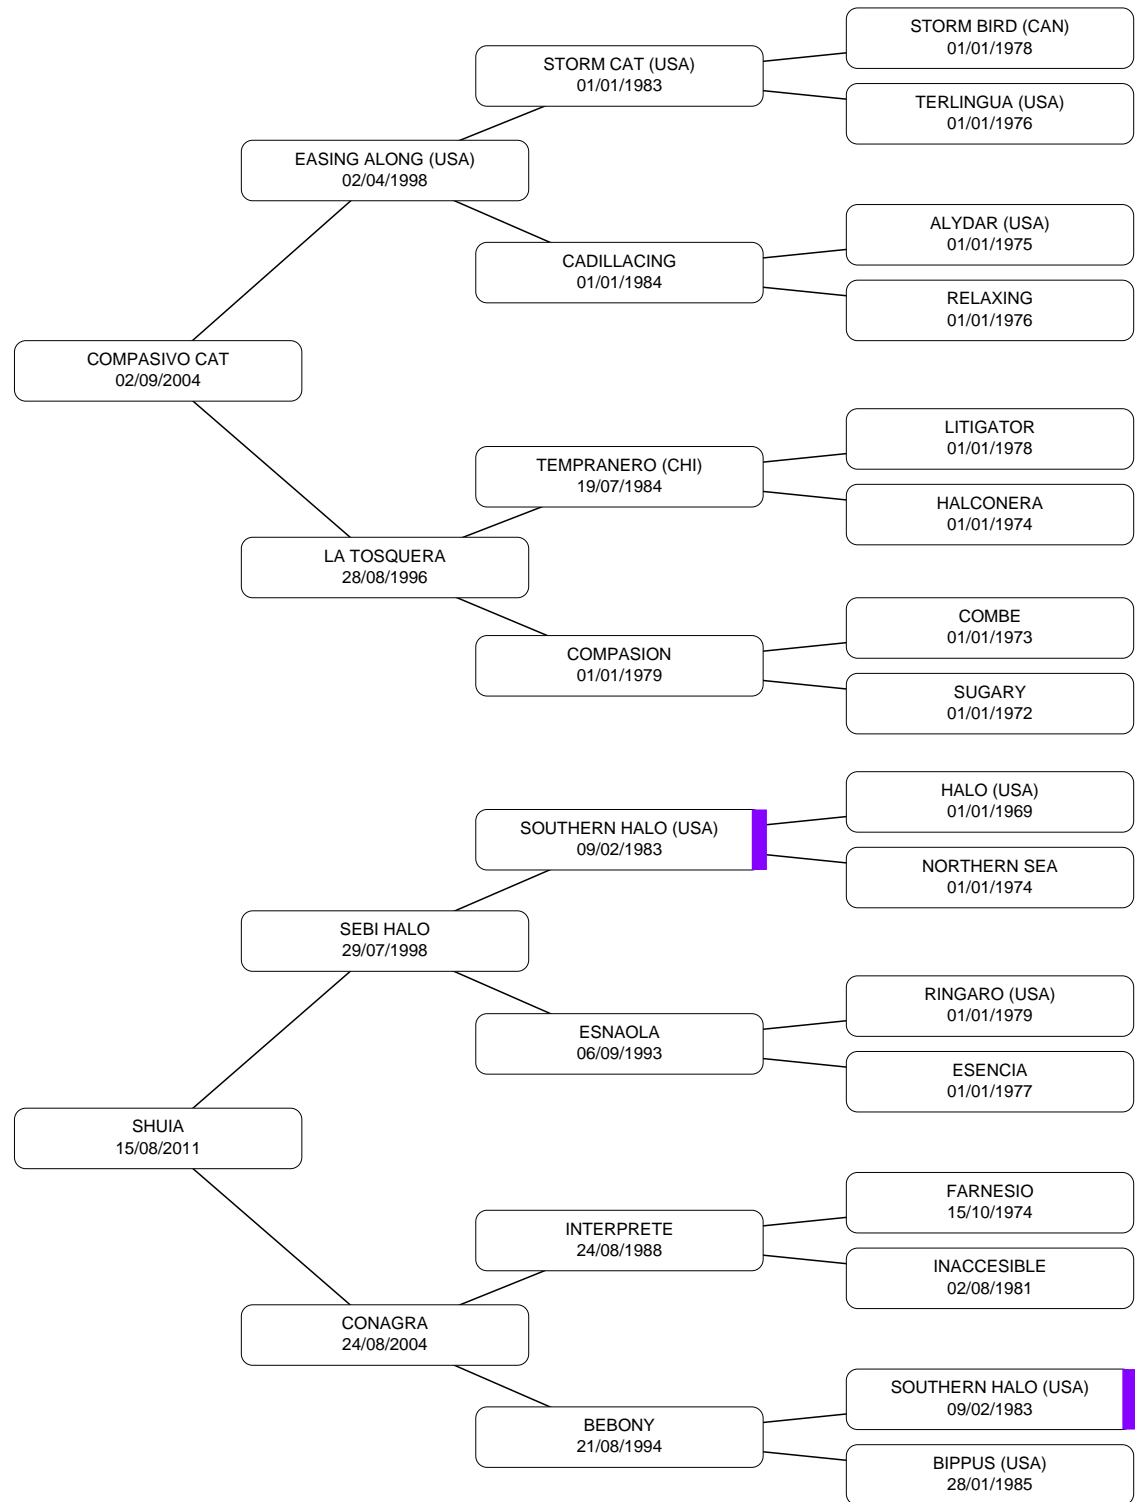 STORM BIRD (CAN)
01/01/1978
STORM CAT (USA)
01/01/1983
TERLINGUA (USA)
01/01/1976
EASING ALONG (USA)
02/04/1998
ALYDAR (USA)
01/01/1975
CADILLACING
01/01/1984
RELAXING
01/01/1976
COMPASIVO CAT
02/09/2004
LITIGATOR
01/01/1978
TEMPRANERO (CHI)
19/07/1984
HALCONERA
01/01/1974
LA TOSQUERA
28/08/1996
COMBE
01/01/1973
COMPASION
01/01/1979
SUGARY
01/01/1972
HALO (USA)
01/01/1969
SOUTHERN HALO (USA)
09/02/1983
NORTHERN SEA
01/01/1974
SEBI HALO
29/07/1998
RINGARO (USA)
01/01/1979
ESNAOLA
06/09/1993
ESENCIA
01/01/1977
SHUIA
15/08/2011
FARNESIO
15/10/1974
INTERPRETE
24/08/1988
INACCESIBLE
02/08/1981
CONAGRA
24/08/2004
SOUTHERN HALO (USA)
09/02/1983
BEBONY
21/08/1994
BIPPUS (USA)
28/01/1985